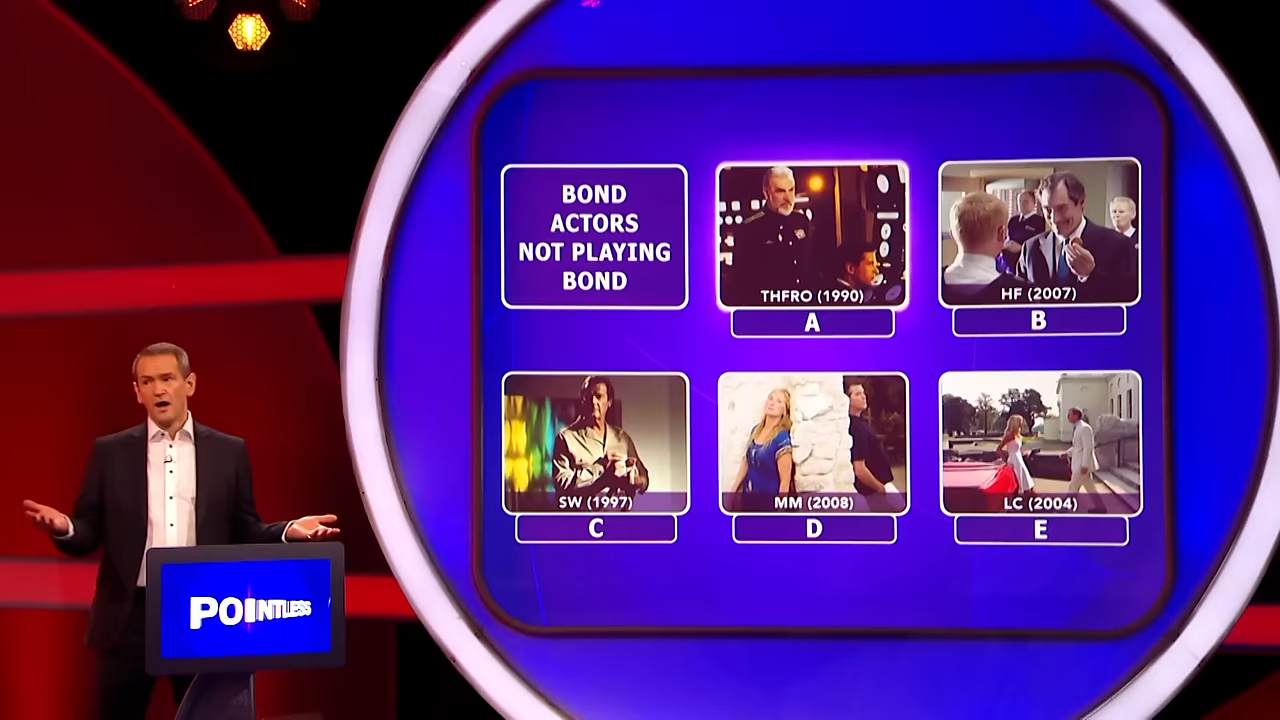 BOND
ACTORS
NOT PLAYING
BOND
THFRO (1990)
A
HF (2007)
B
SW (1997)
C
MM (2008)
D
LC (2004)
E
POINTLESS